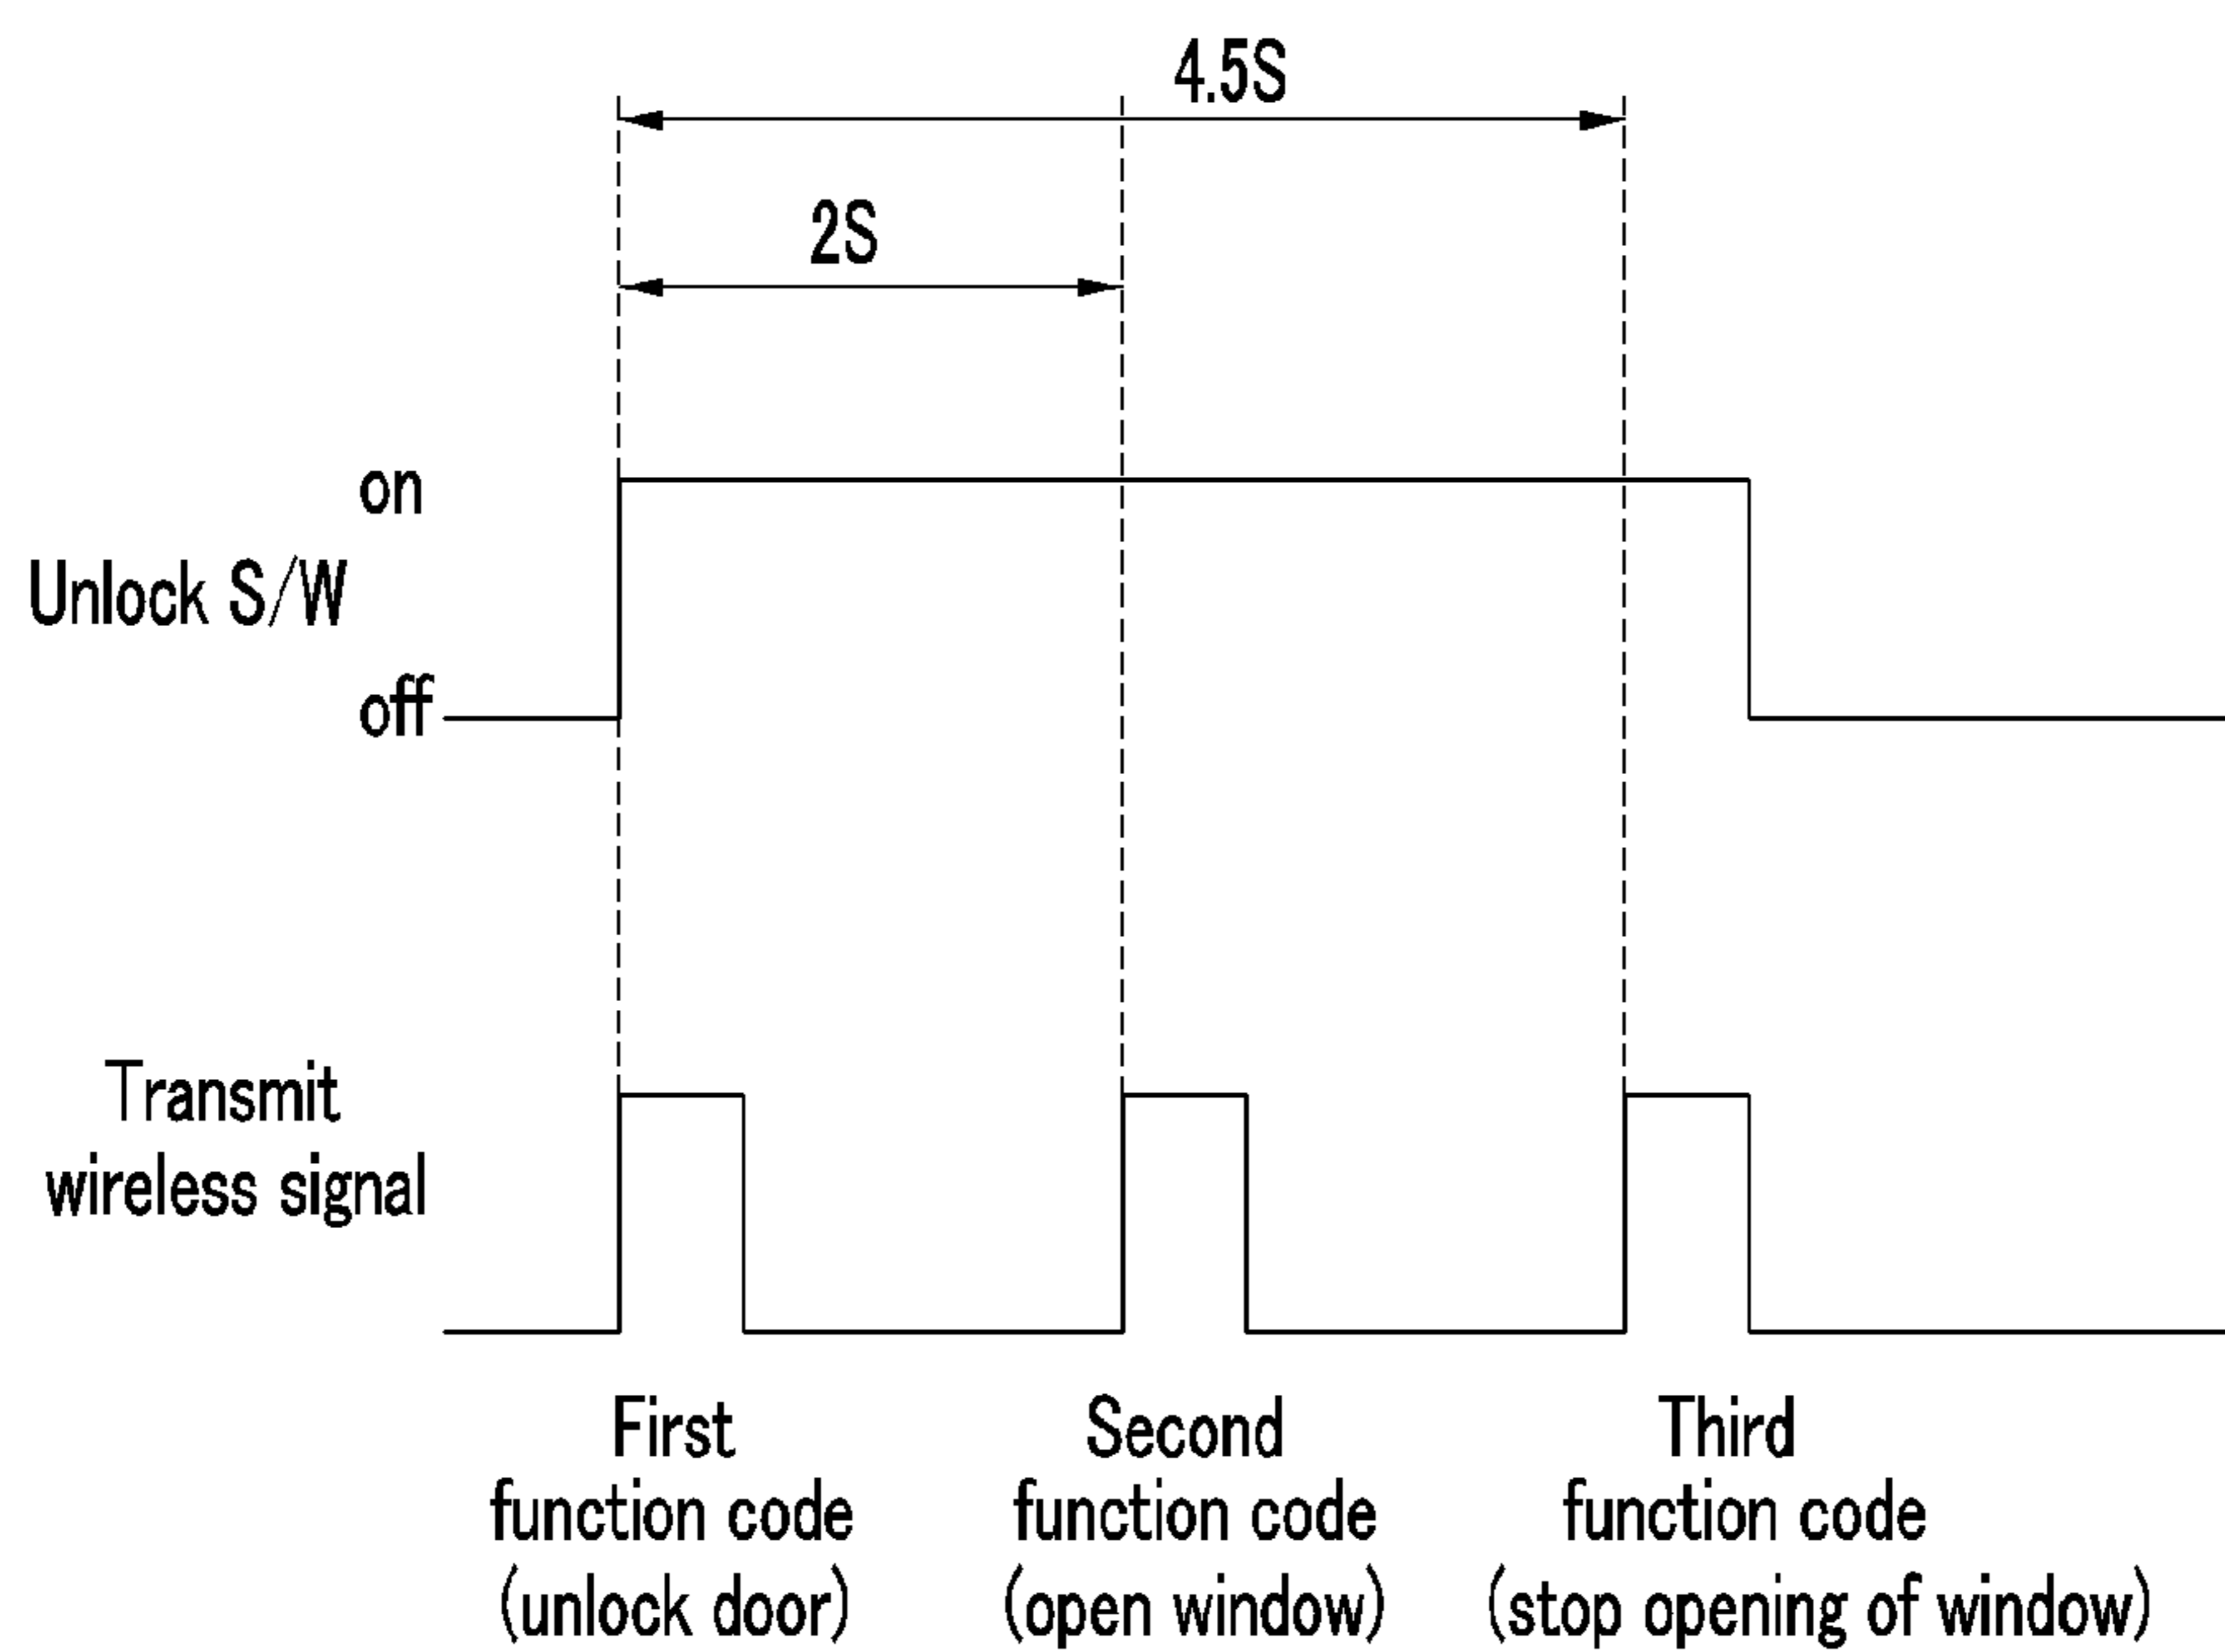 4.5S
2S
on
Unlock S/W
off
Transmit
wireless signal
First
function code
(unlock door)
Second
function code
(open window)
Third
function code
(stop opening of window)